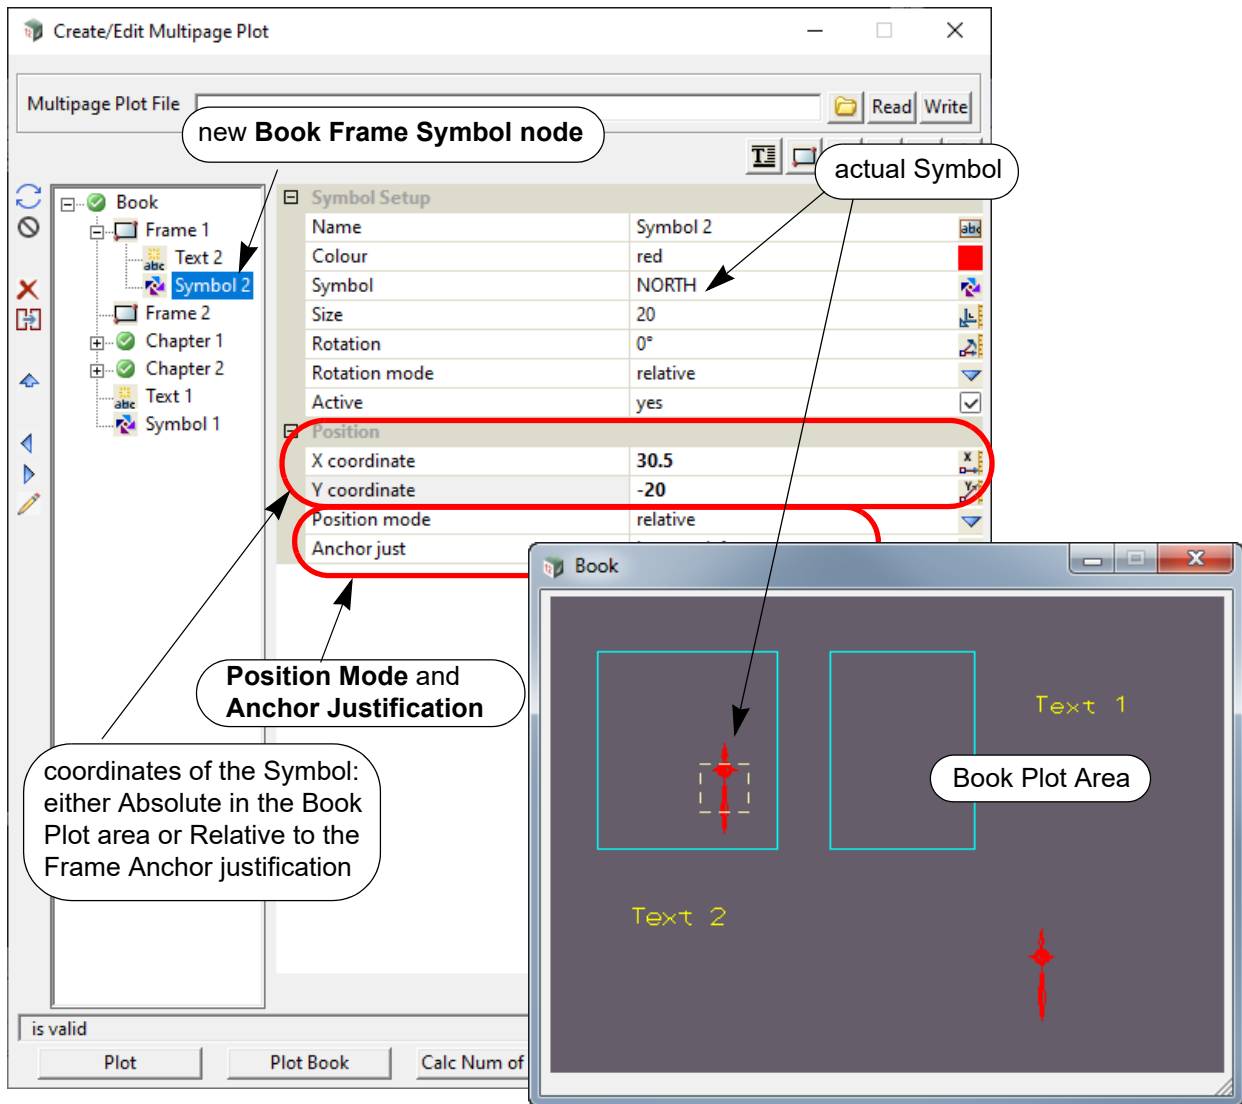 Create/Edit Multipage Plot
Multipage Plot File
Read
Write
new Book Frame Symbol node
actual Symbol
Book
Frame 1
Text 2
Symbol 2
Frame 2
Chapter 1
Chapter 2
Text 1
Symbol 1
Symbol Setup
Name Symbol 2
Colour red
Symbol NORTH
Size 20
Rotation 0°
Rotation mode relative
Active yes
Position
X coordinate 30.5
Y coordinate -20
Position mode relative
Anchor just
Position Mode and
Anchor Justification
coordinates of the Symbol:
either Absolute in the Book
Plot area or Relative to the
Frame Anchor justification
Book
Text 1
Book Plot Area
Text 2
is valid
Plot
Plot Book
Calc Num of